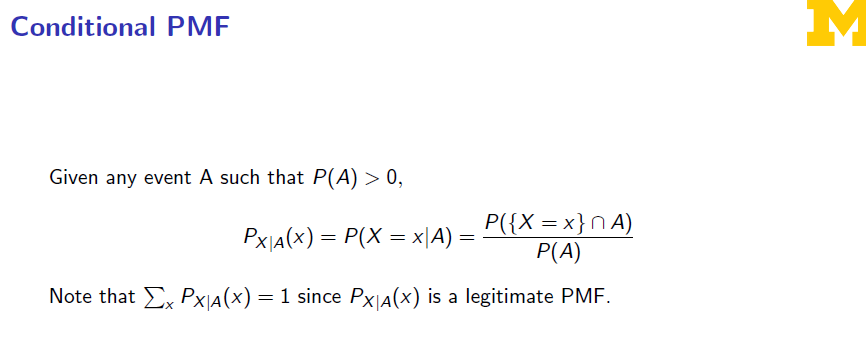 Conditional PMF
M
Given any event A such that P(A) > 0,
P_{X|A}(x) = P(X = x|A) = \frac{P({X = x} ∩ A)}{P(A)}
Note that ∑_x P_{X|A}(x) = 1 since P_{X|A}(x) is a legitimate PMF.